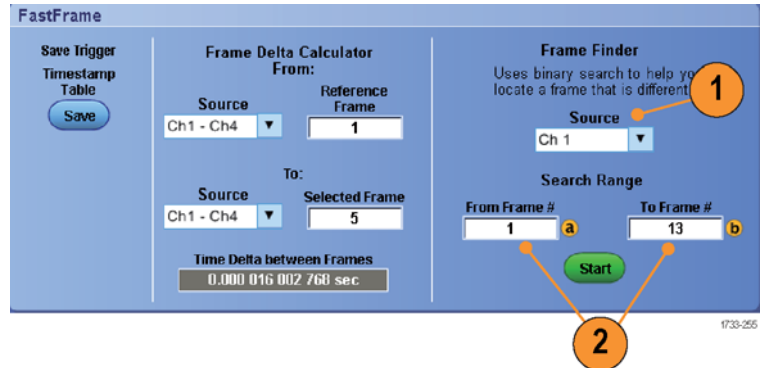 FastFrame
Save Trigger
Timestamp
Table
Save
Frame Delta Calculator
From:
Source
Reference
Frame
Ch1 - Ch4
1
To:
Source
Selected Frame
Ch1 - Ch4
5
Time Delta between Frames
0.000 016 002 768 sec
Frame Finder
Uses binary search to help
locate a frame that is different
1
Source
Ch 1
Search Range
From Frame #
To Frame #
1
a
13
b
Start
2
1733-255